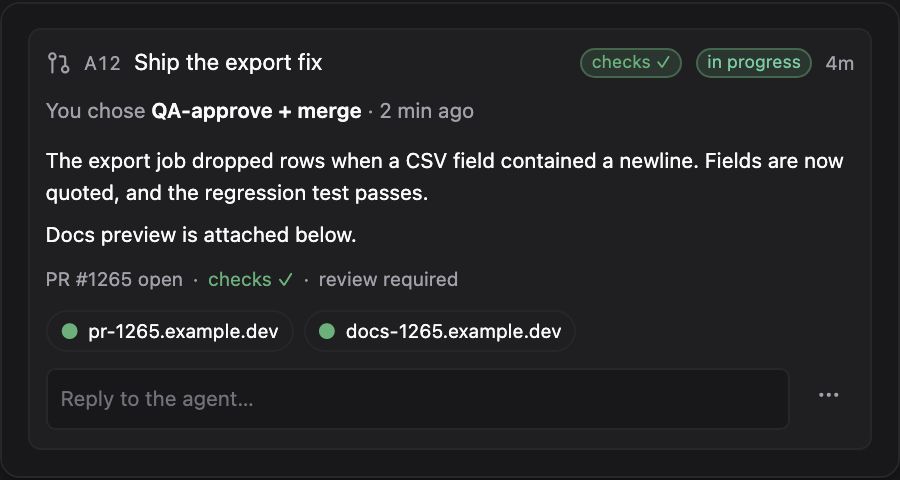 A12 Ship the export fix checks ✓ in progress 4m
You chose QA-approve + merge · 2 min ago
The export job dropped rows when a CSV field contained a newline. Fields are now
quoted, and the regression test passes.
Docs preview is attached below.
PR #1265 open · checks ✓ · review required
pr-1265.example.dev docs-1265.example.dev
Reply to the agent...